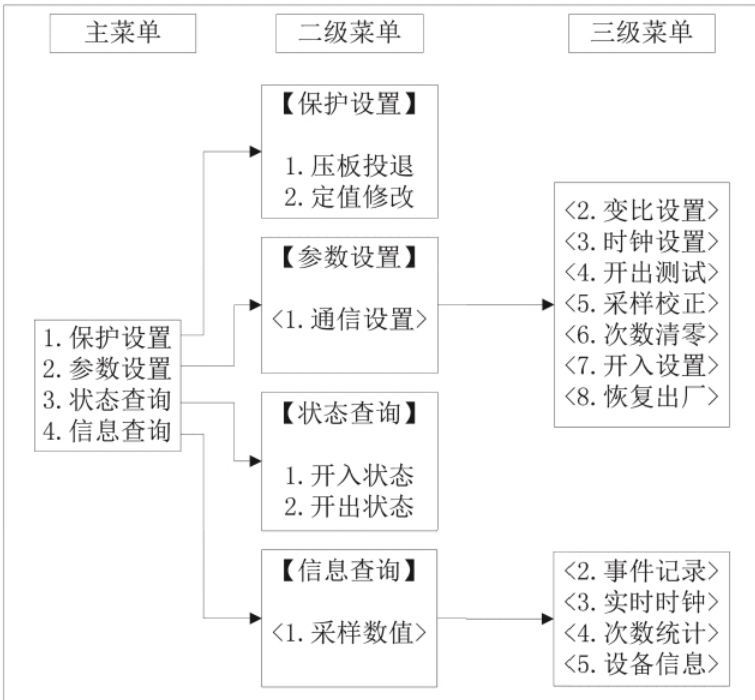 主菜单
二级菜单
三级菜单
1.保护设置
2.参数设置
3.状态查询
4.信息查询
【保护设置】
1.压板投退
2.定值修改
【参数设置】
<1.通信设置>
【状态查询】
1.开入状态
2.开出状态
【信息查询】
<1.采样数值>
<2.变比设置>
<3.时钟设置>
<4.开出测试>
<5.采样校正>
<6.次数清零>
<7.开入设置>
<8.恢复出厂>
<2.事件记录>
<3.实时时钟>
<4.次数统计>
<5.设备信息>